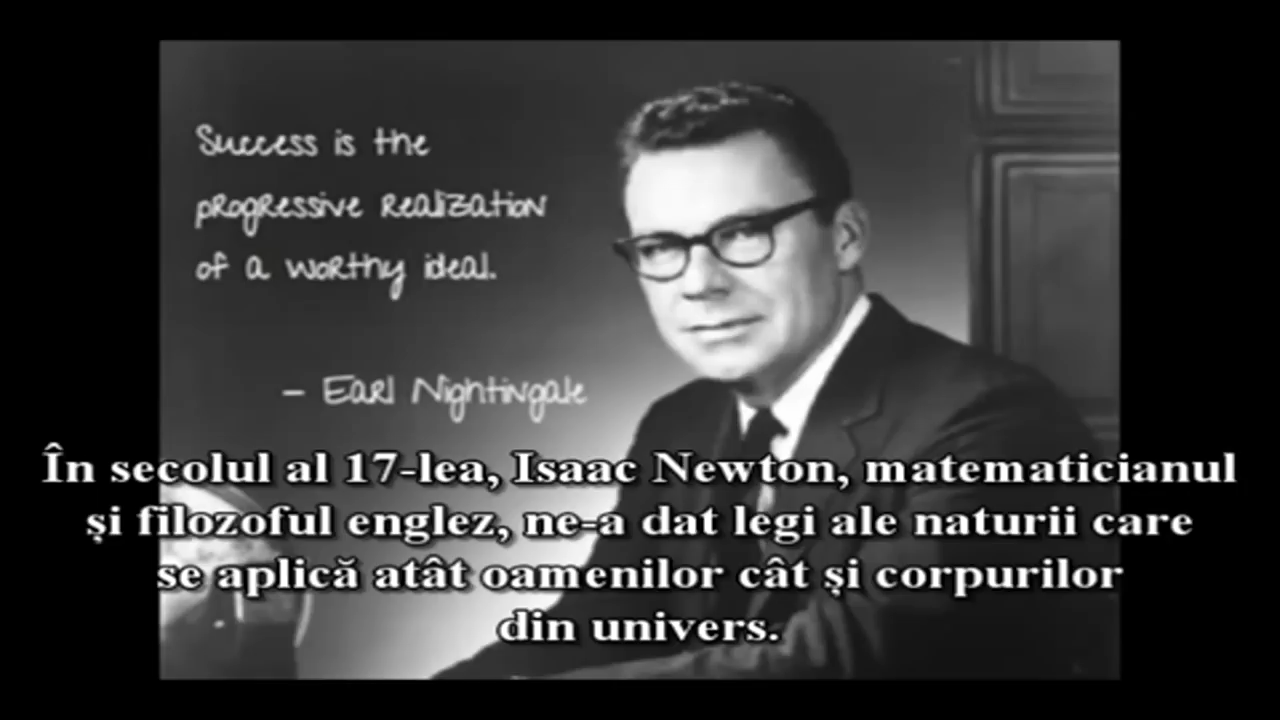 Success is the
progressive realization
of a worthy ideal.
– Earl Nightingale
În secolul al 17-lea, Isaac Newton, matematicianul
și filozoful englez, ne-a dat legi ale naturii care
se aplică atât oamenilor cât și corpurilor
din univers.